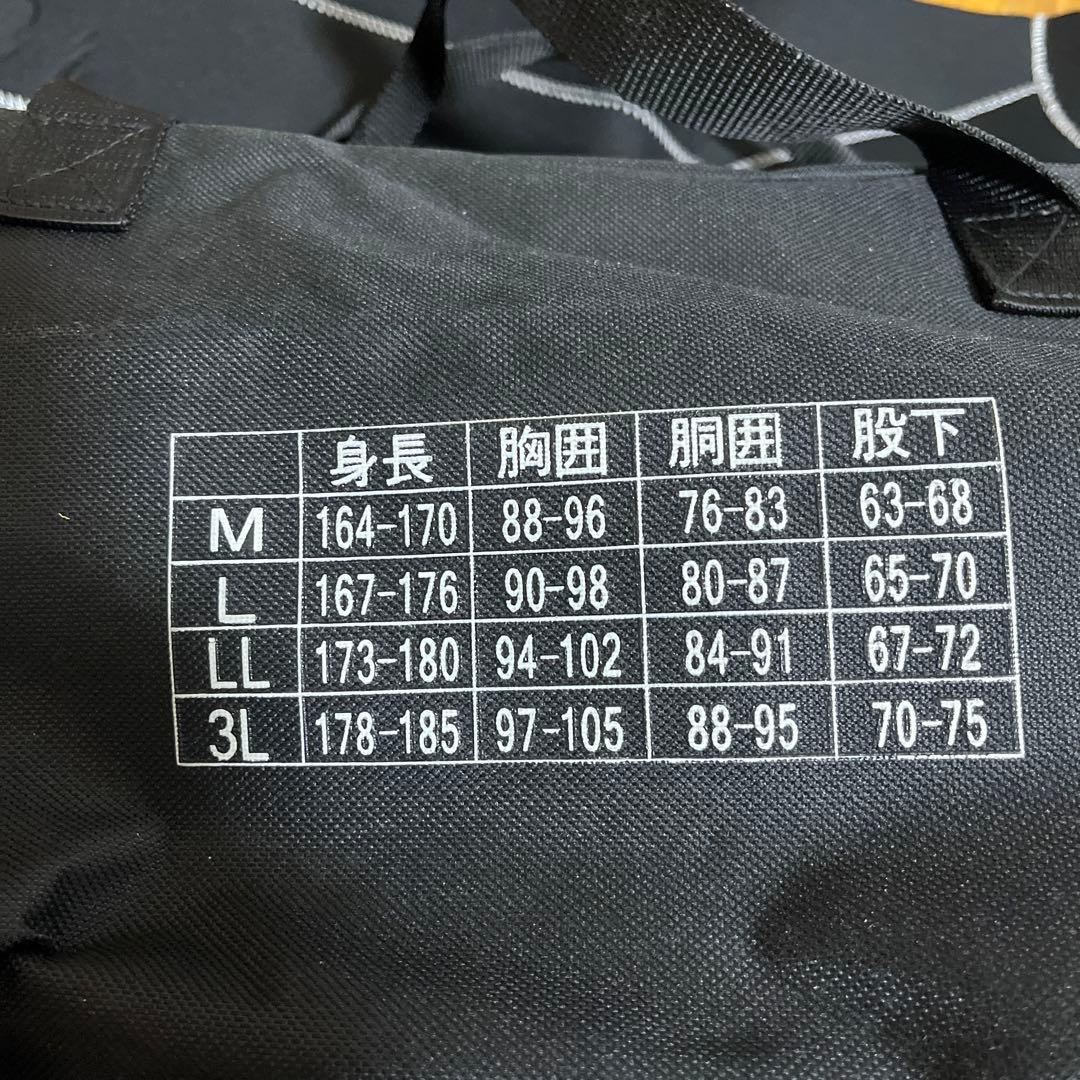 身長 胸囲 胴囲 股下
M 164-170 88-96 76-83 63-68
L 167-176 90-98 80-87 65-70
LL 173-180 94-102 84-91 67-72
3L 178-185 97-105 88-95 70-75